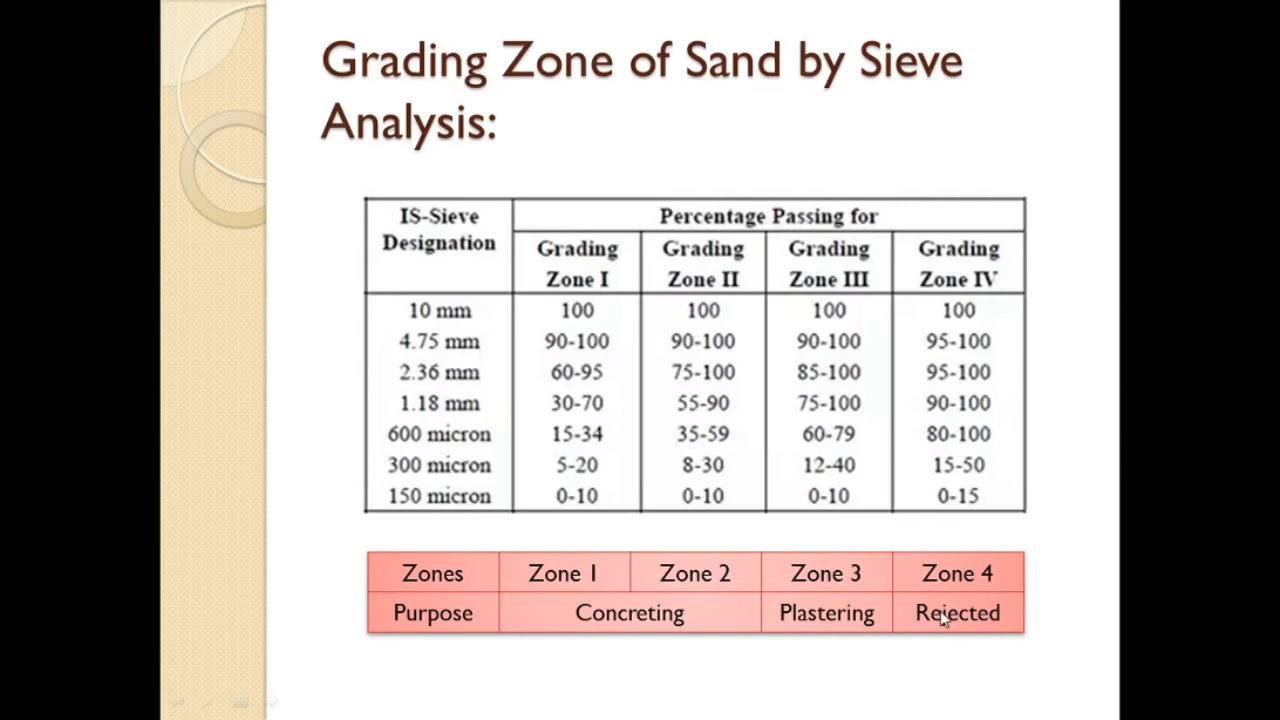 Grading Zone of Sand by Sieve
Analysis:
IS-Sieve Designation Percentage Passing for
Grading Zone I Grading Zone II Grading Zone III Grading Zone IV
10 mm 100 100 100 100
4.75 mm 90-100 90-100 90-100 95-100
2.36 mm 60-95 75-100 85-100 95-100
1.18 mm 30-70 55-90 75-100 90-100
600 micron 15-34 35-59 60-79 80-100
300 micron 5-20 8-30 12-40 15-50
150 micron 0-10 0-10 0-10 0-15
Zones Zone 1 Zone 2 Zone 3 Zone 4
Purpose Concreting Plastering Rejected